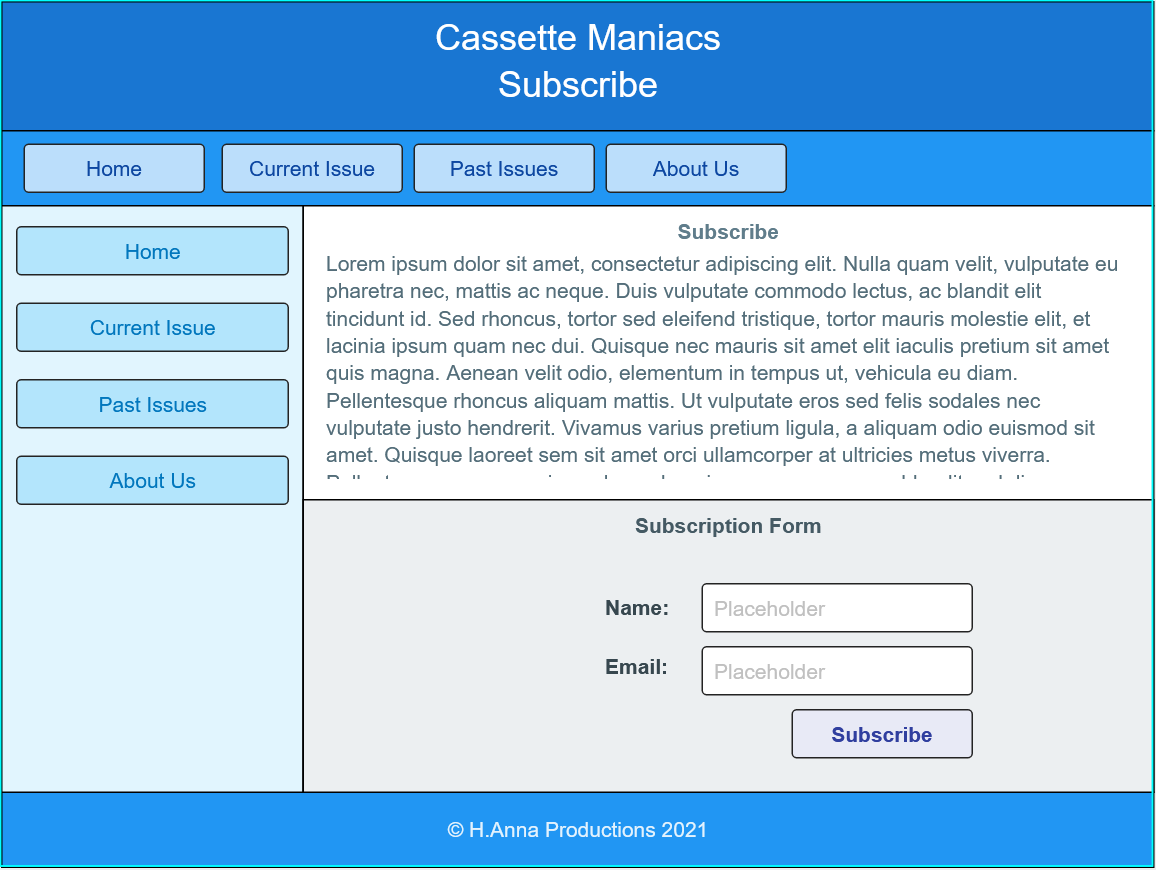 Cassette Maniacs
Subscribe
Home
Current Issue
Past Issues
About Us
Home
Current Issue
Past Issues
About Us
Subscribe
Lorem ipsum dolor sit amet, consectetur adipiscing elit. Nulla quam velit, vulputate eu
pharetra nec, mattis ac neque. Duis vulputate commodo lectus, ac blandit elit
tincidunt id. Sed rhoncus, tortor sed eleifend tristique, tortor mauris molestie elit, et
lacinia ipsum quam nec dui. Quisque nec mauris sit amet elit iaculis pretium sit amet
quis magna. Aenean velit odio, elementum in tempus ut, vehicula eu diam.
Pellentesque rhoncus aliquam mattis. Ut vulputate eros sed felis sodales nec
vulputate justo hendrerit. Vivamus varius pretium ligula, a aliquam odio euismod sit
amet. Quisque laoreet sem sit amet orci ullamcorper at ultricies metus viverra.
Subscription Form
Name:
Placeholder
Email:
Placeholder
Subscribe
© H.Anna Productions 2021